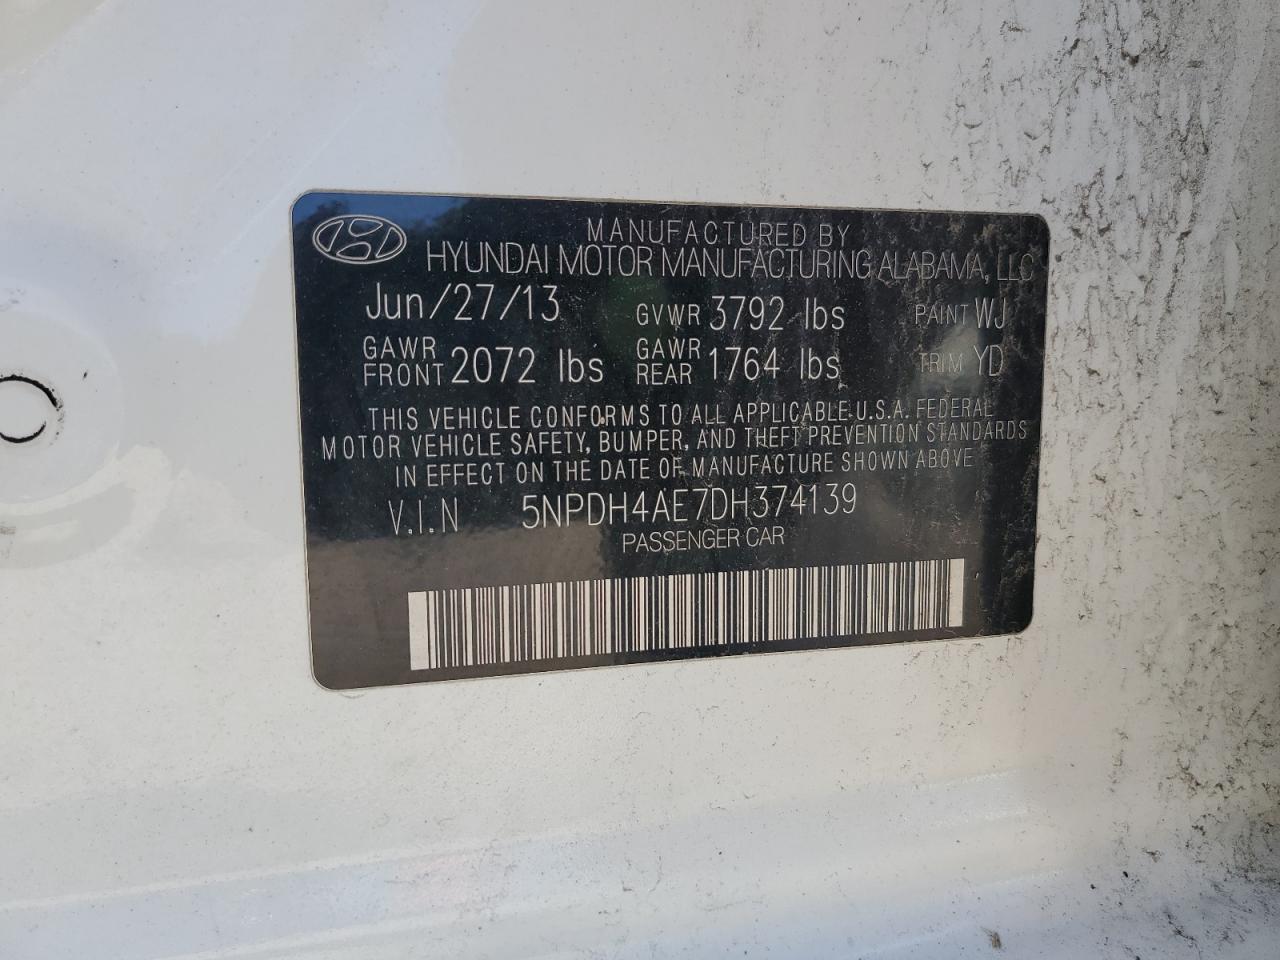 MANUFACTURED BY
HYUNDAI MOTOR MANUFACTURING ALABAMA, LLC
Jun/27/13 GVWR 3792 lbs PAINT WJ
GAWR FRONT 2072 lbs GAWR REAR 1764 lbs TRIM YD
THIS VEHICLE CONFORMS TO ALL APPLICABLE U.S.A. FEDERAL
MOTOR VEHICLE SAFETY, BUMPER, AND THEFT PREVENTION STANDARDS
IN EFFECT ON THE DATE OF MANUFACTURE SHOWN ABOVE
V.I.N 5NPDH4AE7DH374139
PASSENGER CAR